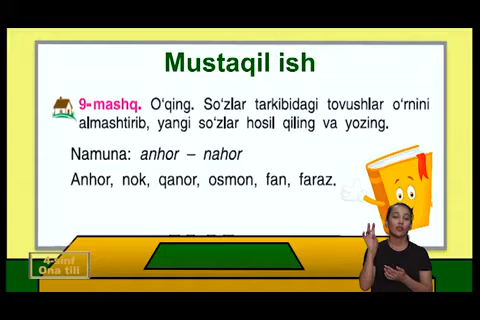 Mustaqil ish
9-mashq. O‘qing. So‘zlar tarkibidagi tovushlar o‘rnini
almashtirib, yangi so‘zlar hosil qiling va yozing.
Namuna: anhor – nahor
Anhor, nok, qanor, osmon, fan, faraz.
4-sinf
Ona tili